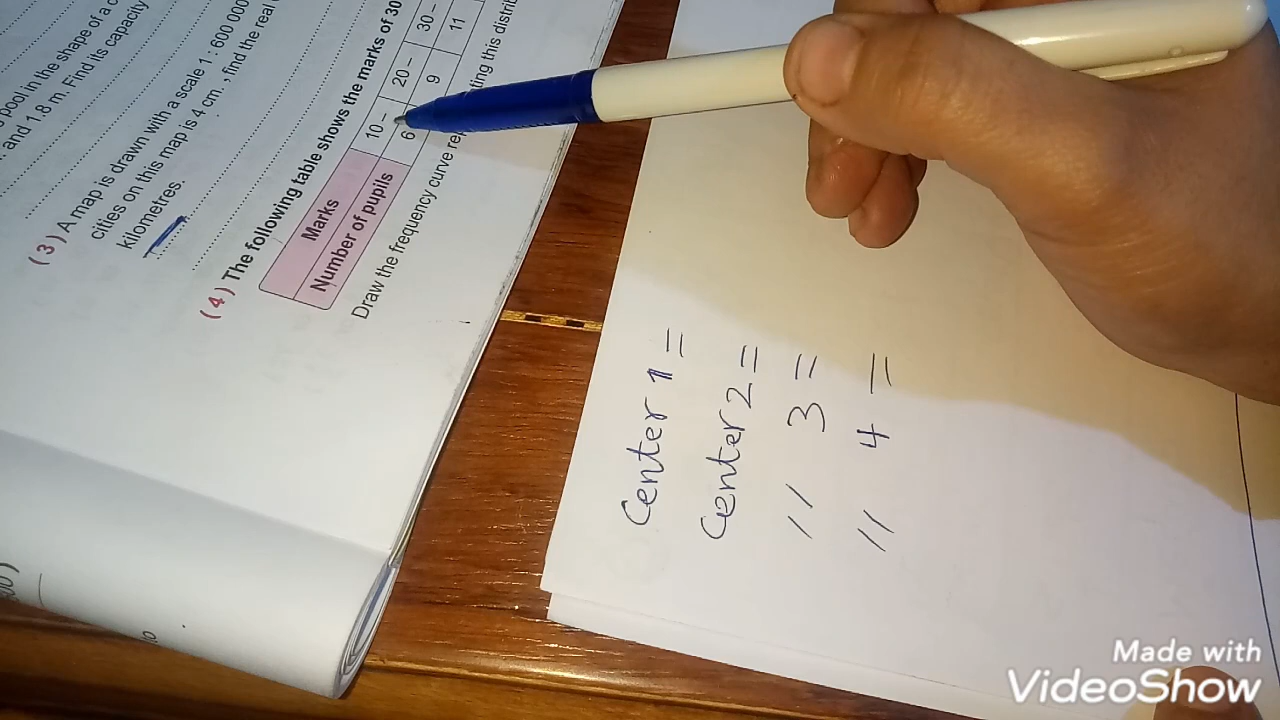 pool in the shape of a c
and 1.8 m. Find its capacity
(3) A map is drawn with a scale 1 : 600 000
cities on this map is 4 cm., find the real
kilometres.
(4) The following table shows the marks of 30
Marks 10 – 20 – 30 –
Number of pupils 6 9 11
Draw the frequency curve re ting this distrib
Center 1 =
Center 2 =
// 3 =
// 4 =
Made with
VideoShow